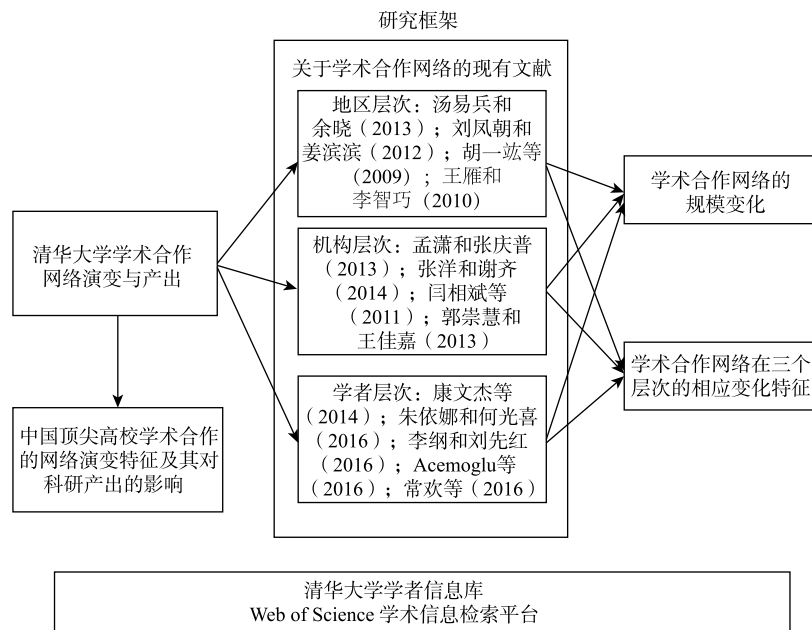 研究框架
关于学术合作网络的现有文献
地区层次：汤易兵和
余晓（2013）；刘凤朝和
姜滨滨（2012）；胡一竑等
（2009）；王雁和
李智巧（2010）
机构层次：孟潇和张庆普
（2013）；张洋和谢齐
（2014）；闫相斌等
（2011）；郭崇慧和
王佳嘉（2013）
学者层次：康文杰等
（2014）；朱依娜和何光喜
（2016）；李纲和刘先红
（2016）；Acemoglu等
（2016）；常欢等（2016）
清华大学学术合作
网络演变与产出
中国顶尖高校学术合作
的网络演变特征及其对
科研产出的影响
学术合作网络的
规模变化
学术合作网络在三个
层次的相应变化特征
清华大学学者信息库
Web of Science 学术信息检索平台